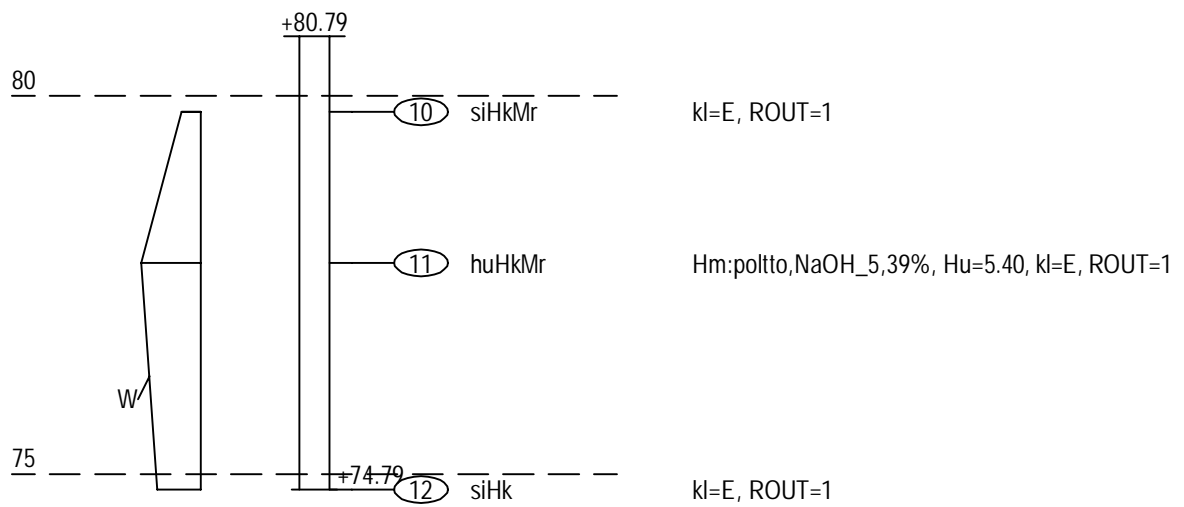 +80.79
80
10 siHkMr kl=E, ROUT=1
11 huHkMr Hm:poltto,NaOH_5,39%, Hu=5.40, kl=E, ROUT=1
W
75
+74.79
12 siHk kl=E, ROUT=1